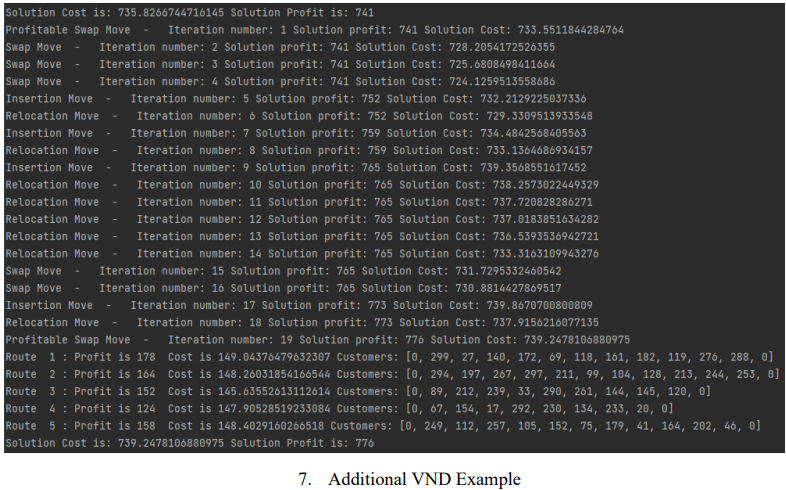 Solution Cost is: 735.8266744716145 Solution Profit is: 741
Profitable Swap Move  -   Iteration number: 1 Solution profit: 741 Solution Cost: 733.5511844284764
Swap Move  -   Iteration number: 2 Solution profit: 741 Solution Cost: 728.2054172526355
Swap Move  -   Iteration number: 3 Solution profit: 741 Solution Cost: 725.6808498411664
Swap Move  -   Iteration number: 4 Solution profit: 741 Solution Cost: 724.1259513558686
Insertion Move  -   Iteration number: 5 Solution profit: 752 Solution Cost: 732.2129225037336
Relocation Move  -   Iteration number: 6 Solution profit: 752 Solution Cost: 729.3309513933548
Insertion Move  -   Iteration number: 7 Solution profit: 759 Solution Cost: 734.4842568405563
Relocation Move  -   Iteration number: 8 Solution profit: 759 Solution Cost: 733.1364686934157
Insertion Move  -   Iteration number: 9 Solution profit: 765 Solution Cost: 739.3568551617452
Relocation Move  -   Iteration number: 10 Solution profit: 765 Solution Cost: 738.2573022449329
Relocation Move  -   Iteration number: 11 Solution profit: 765 Solution Cost: 737.720828286271
Relocation Move  -   Iteration number: 12 Solution profit: 765 Solution Cost: 737.0183851634282
Relocation Move  -   Iteration number: 13 Solution profit: 765 Solution Cost: 736.5393536942721
Relocation Move  -   Iteration number: 14 Solution profit: 765 Solution Cost: 733.3163109943276
Swap Move  -   Iteration number: 15 Solution profit: 765 Solution Cost: 731.7295332460542
Swap Move  -   Iteration number: 16 Solution profit: 765 Solution Cost: 730.8814427869517
Insertion Move  -   Iteration number: 17 Solution profit: 773 Solution Cost: 739.8670700800809
Relocation Move  -   Iteration number: 18 Solution profit: 773 Solution Cost: 737.9156216077135
Profitable Swap Move  -   Iteration number: 19 Solution profit: 776 Solution Cost: 739.2478106880975
Route  1 : Profit is 178  Cost is 149.04376479632307 Customers: [0, 299, 27, 140, 172, 69, 118, 161, 182, 119, 276, 288, 0]
Route  2 : Profit is 164  Cost is 148.26031854166544 Customers: [0, 294, 197, 267, 297, 211, 99, 104, 128, 213, 244, 253, 0]
Route  3 : Profit is 152  Cost is 145.63552613112614 Customers: [0, 89, 212, 239, 33, 290, 261, 144, 145, 120, 0]
Route  4 : Profit is 124  Cost is 147.90528519233084 Customers: [0, 67, 154, 17, 292, 230, 134, 233, 20, 0]
Route  5 : Profit is 158  Cost is 148.4029160266518 Customers: [0, 249, 112, 257, 105, 152, 75, 179, 41, 164, 202, 46, 0]
Solution Cost is: 739.2478106880975 Solution Profit is: 776
7. Additional VND Example